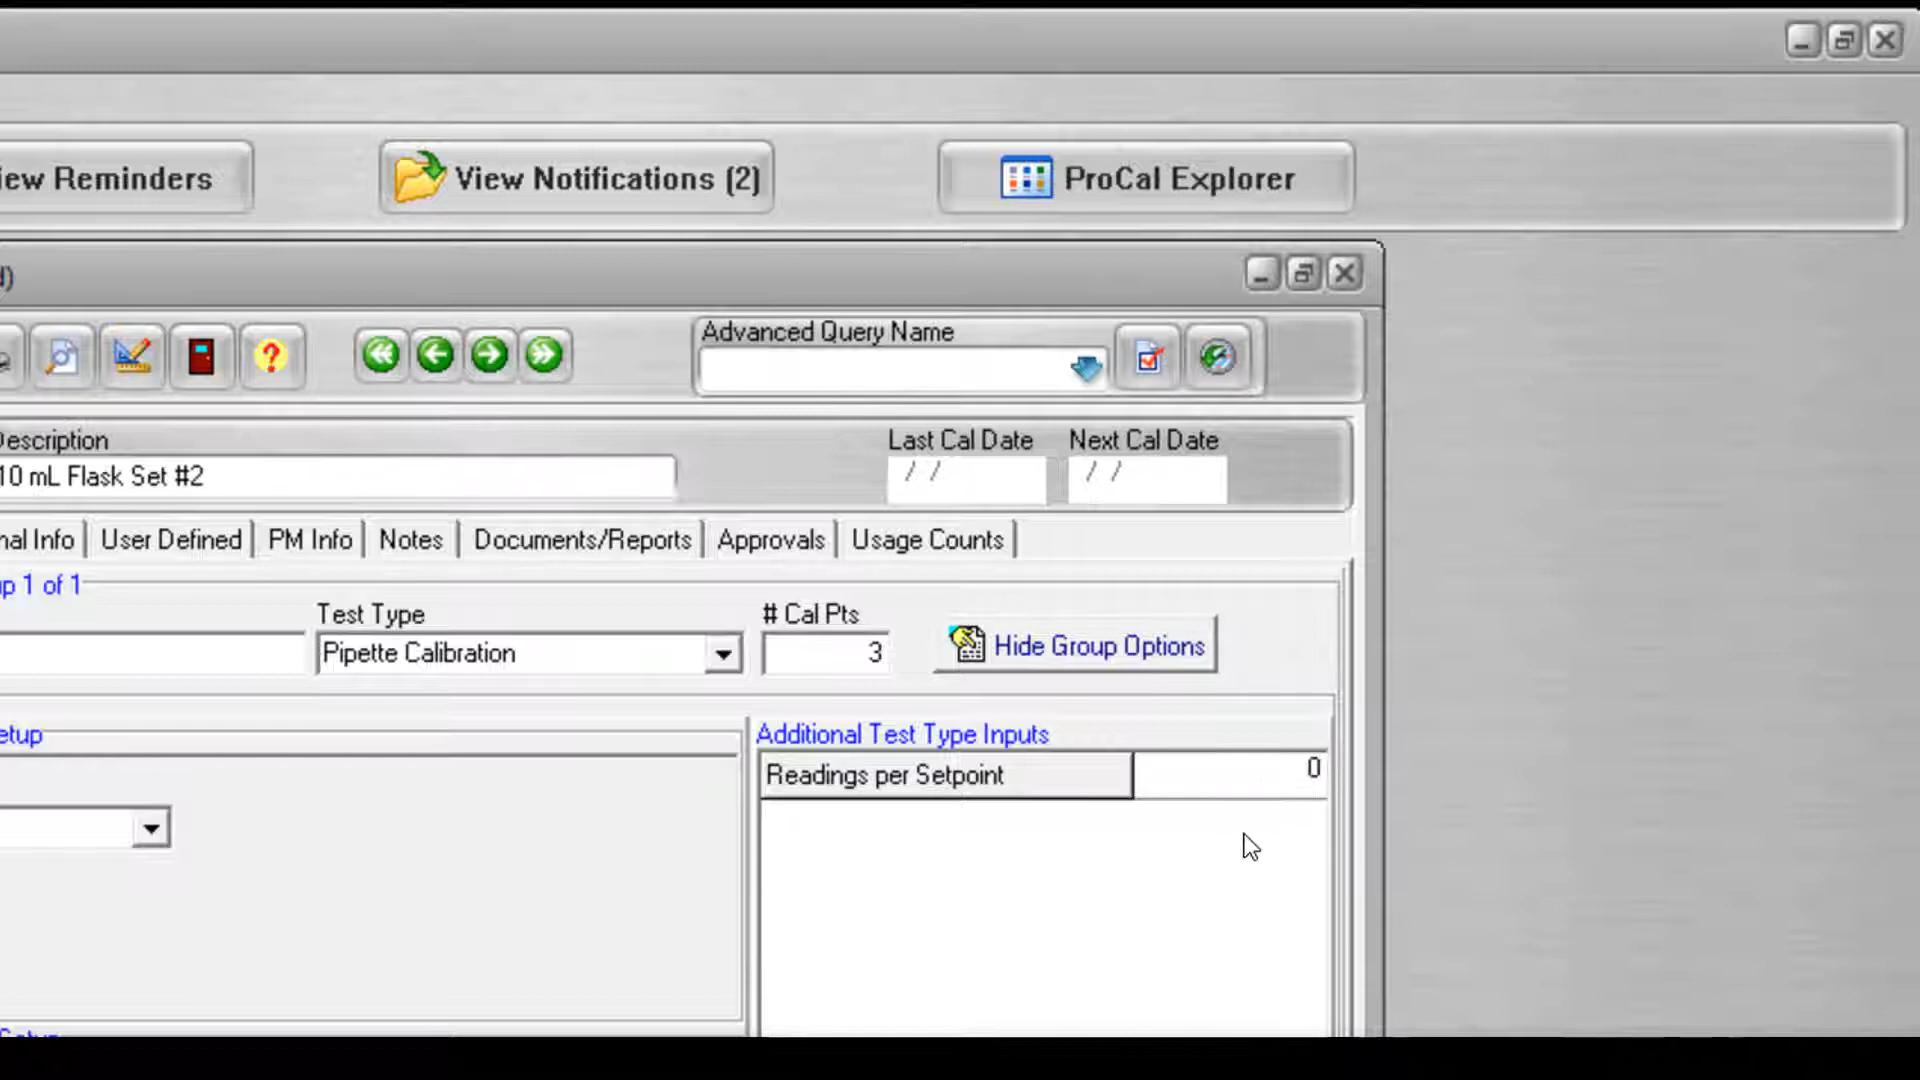 iew Reminders
View Notifications (2)
ProCal Explorer
d)
Advanced Query Name
Description
Last Cal Date
Next Cal Date
10 mL Flask Set #2
/ /
/ /
nal Info
User Defined
PM Info
Notes
Documents/Reports
Approvals
Usage Counts
up 1 of 1
Test Type
# Cal Pts
Pipette Calibration
3
Hide Group Options
etup
Additional Test Type Inputs
Readings per Setpoint
0